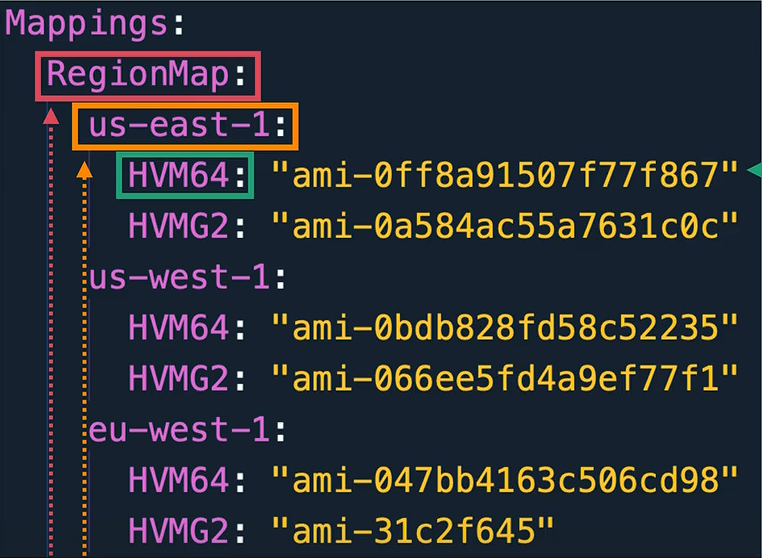 Mappings:
RegionMap:
us-east-1:
HVM64: "ami-0ff8a91507f77f867"
HVMG2: "ami-0a584ac55a7631c0c"
us-west-1:
HVM64: "ami-0bdb828fd58c52235"
HVMG2: "ami-066ee5fd4a9ef77f1"
eu-west-1:
HVM64: "ami-047bb4163c506cd98"
HVMG2: "ami-31c2f645"